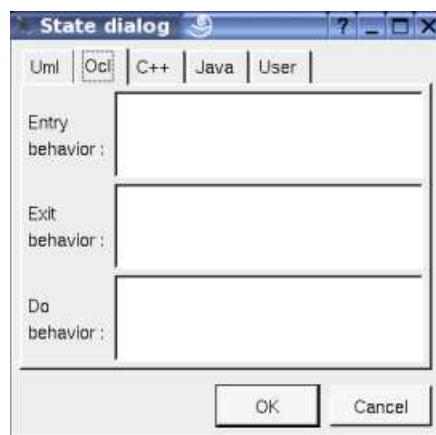 State dialog ? _
Uml Ocl C++ Java User
Entry
behavior :
Exit
behavior :
Do
behavior :
OK Cancel